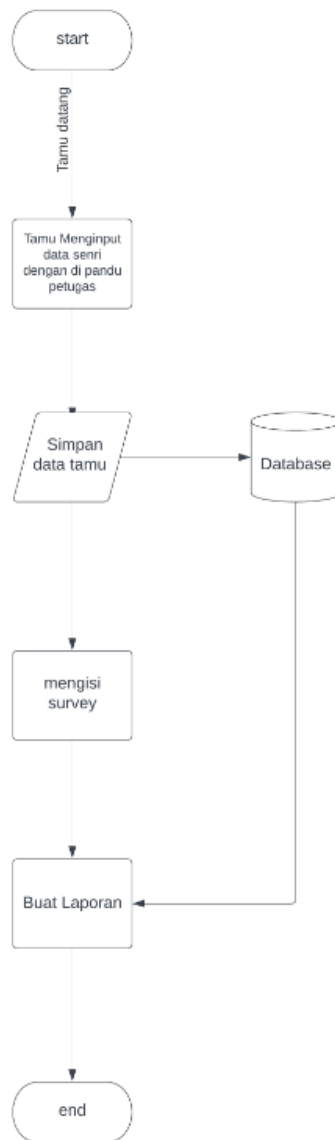 start
Tamu datang
Tamu Menginput
data senri
dengan di pandu
petugas
Simpan
data tamu
Database
mengisi
survey
Buat Laporan
end